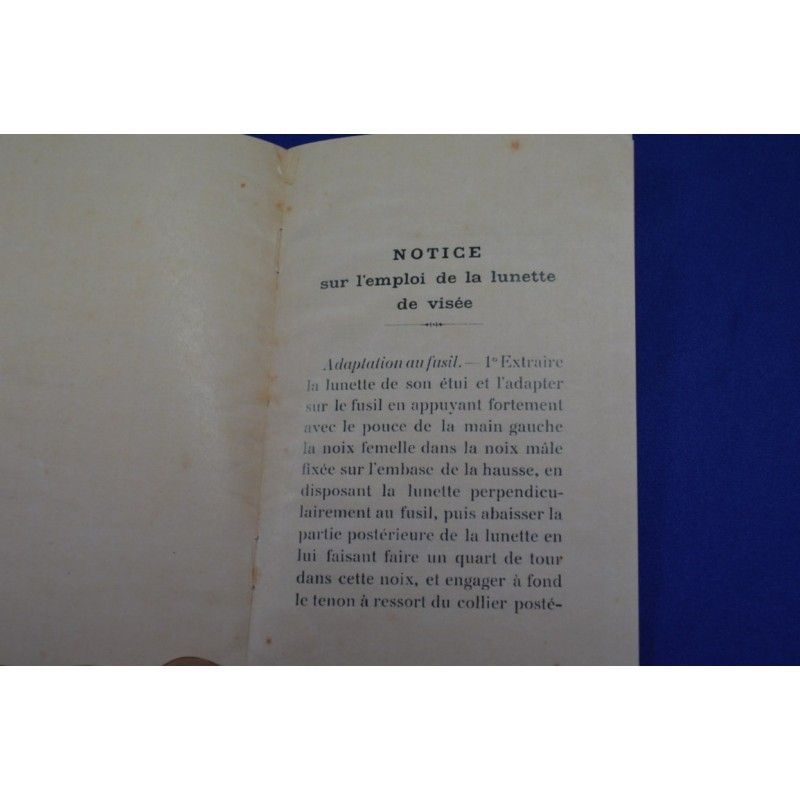 NOTICE
sur l'emploi de la lunette
de visée
Adaptation au fusil. — 1° Extraire
la lunette de son étui et l'adapter
sur le fusil en appuyant fortement
avec le pouce de la main gauche
la noix femelle dans la noix mâle
fixée sur l'embase de la hausse, en
disposant la lunette perpendicu-
lairement au fusil, puis abaisser la
partie postérieure de la lunette en
lui faisant faire un quart de tour
dans cette noix, et engager à fond
le tenon à ressort du collier posté-